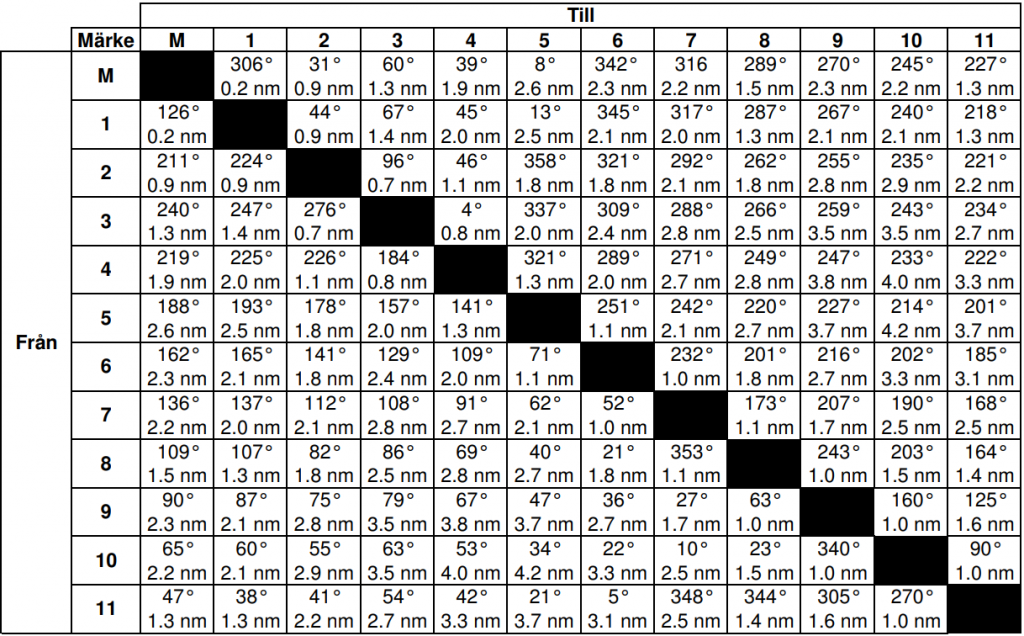 Till
Märke M 1 2 3 4 5 6 7 8 9 10 11
M 306° 31° 60° 39° 8° 342° 316 289° 270° 245° 227°
0.2 nm 0.9 nm 1.3 nm 1.9 nm 2.6 nm 2.3 nm 2.2 nm 1.5 nm 2.3 nm 2.2 nm 1.3 nm
1 126° 44° 67° 45° 13° 345° 317° 287° 267° 240° 218°
0.2 nm 0.9 nm 1.4 nm 2.0 nm 2.5 nm 2.1 nm 2.0 nm 1.3 nm 2.1 nm 2.1 nm 1.3 nm
2 211° 224° 96° 46° 358° 321° 292° 262° 255° 235° 221°
0.9 nm 0.9 nm 0.7 nm 1.1 nm 1.8 nm 1.8 nm 2.1 nm 1.8 nm 2.8 nm 2.9 nm 2.2 nm
3 240° 247° 276° 4° 337° 309° 288° 266° 259° 243° 234°
1.3 nm 1.4 nm 0.7 nm 0.8 nm 2.0 nm 2.4 nm 2.8 nm 2.5 nm 3.5 nm 3.5 nm 2.7 nm
4 219° 225° 226° 184° 321° 289° 271° 249° 247° 233° 222°
1.9 nm 2.0 nm 1.1 nm 0.8 nm 1.3 nm 2.0 nm 2.7 nm 2.8 nm 3.8 nm 4.0 nm 3.3 nm
5 188° 193° 178° 157° 141° 251° 242° 220° 227° 214° 201°
2.6 nm 2.5 nm 1.8 nm 2.0 nm 1.3 nm 1.1 nm 2.1 nm 2.7 nm 3.7 nm 4.2 nm 3.7 nm
Från
6 162° 165° 141° 129° 109° 71° 232° 201° 216° 202° 185°
2.3 nm 2.1 nm 1.8 nm 2.4 nm 2.0 nm 1.1 nm 1.0 nm 1.8 nm 2.7 nm 3.3 nm 3.1 nm
7 136° 137° 112° 108° 91° 62° 52° 173° 207° 190° 168°
2.2 nm 2.0 nm 2.1 nm 2.8 nm 2.7 nm 2.1 nm 1.0 nm 1.1 nm 1.7 nm 2.5 nm 2.5 nm
8 109° 107° 82° 86° 69° 40° 21° 353° 243° 203° 164°
1.5 nm 1.3 nm 1.8 nm 2.5 nm 2.8 nm 2.7 nm 1.8 nm 1.1 nm 1.0 nm 1.5 nm 1.4 nm
9 90° 87° 75° 79° 67° 47° 36° 27° 63° 160° 125°
2.3 nm 2.1 nm 2.8 nm 3.5 nm 3.8 nm 3.7 nm 2.7 nm 1.7 nm 1.0 nm 1.0 nm 1.6 nm
10 65° 60° 55° 63° 53° 34° 22° 10° 23° 340° 90°
2.2 nm 2.1 nm 2.9 nm 3.5 nm 4.0 nm 4.2 nm 3.3 nm 2.5 nm 1.5 nm 1.0 nm 1.0 nm
11 47° 38° 41° 54° 42° 21° 5° 348° 344° 305° 270°
1.3 nm 1.3 nm 2.2 nm 2.7 nm 3.3 nm 3.7 nm 3.1 nm 2.5 nm 1.4 nm 1.6 nm 1.0 nm